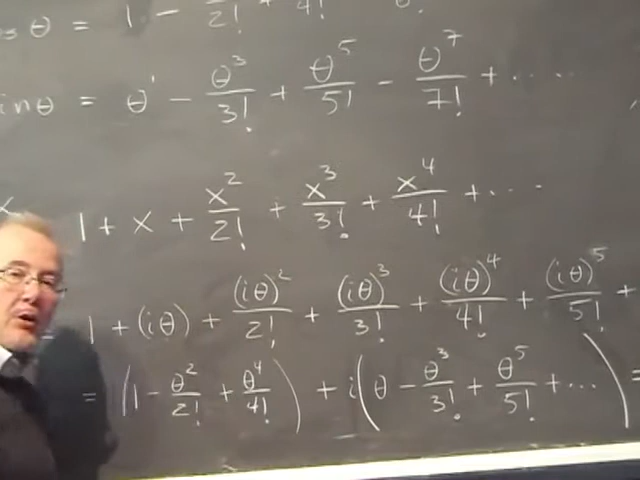 s θ = 1 - /2! + 4!
inθ = θ¹ - θ³/3! + θ⁵/5! - θ⁷/7! + ....
x 1 + x + x²/2! + x³/3! + x⁴/4! + ...
= 1 + (iθ) + (iθ)²/2! + (iθ)³/3! + (iθ)⁴/4! + (iθ)⁵/5! +
= (1 - θ²/2! + θ⁴/4!) + i(θ - θ³/3! + θ⁵/5! + ...) =